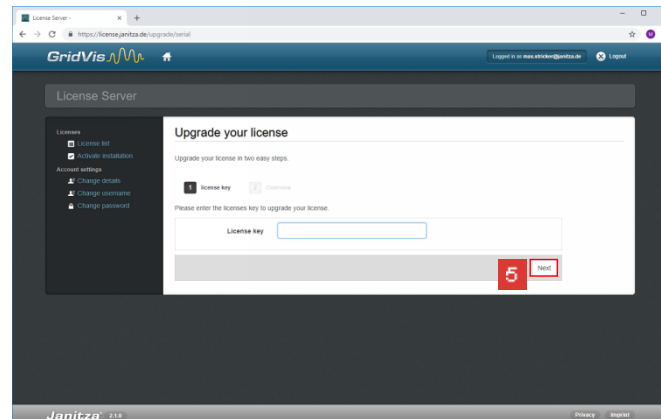 License Server -
https://license.janitza.de/upgrade/serial
GridVis
Logged in as max.stricker@janitza.de
Logout
License Server
Licenses
License list
Activate installation
Account settings
Change details
Change username
Change password
Upgrade your license
Upgrade your license in two easy steps.
1 license key 2 Overview
Please enter the licenses key to upgrade your license.
License key
5 Next
Janitza® 2.1.0
Privacy Imprint